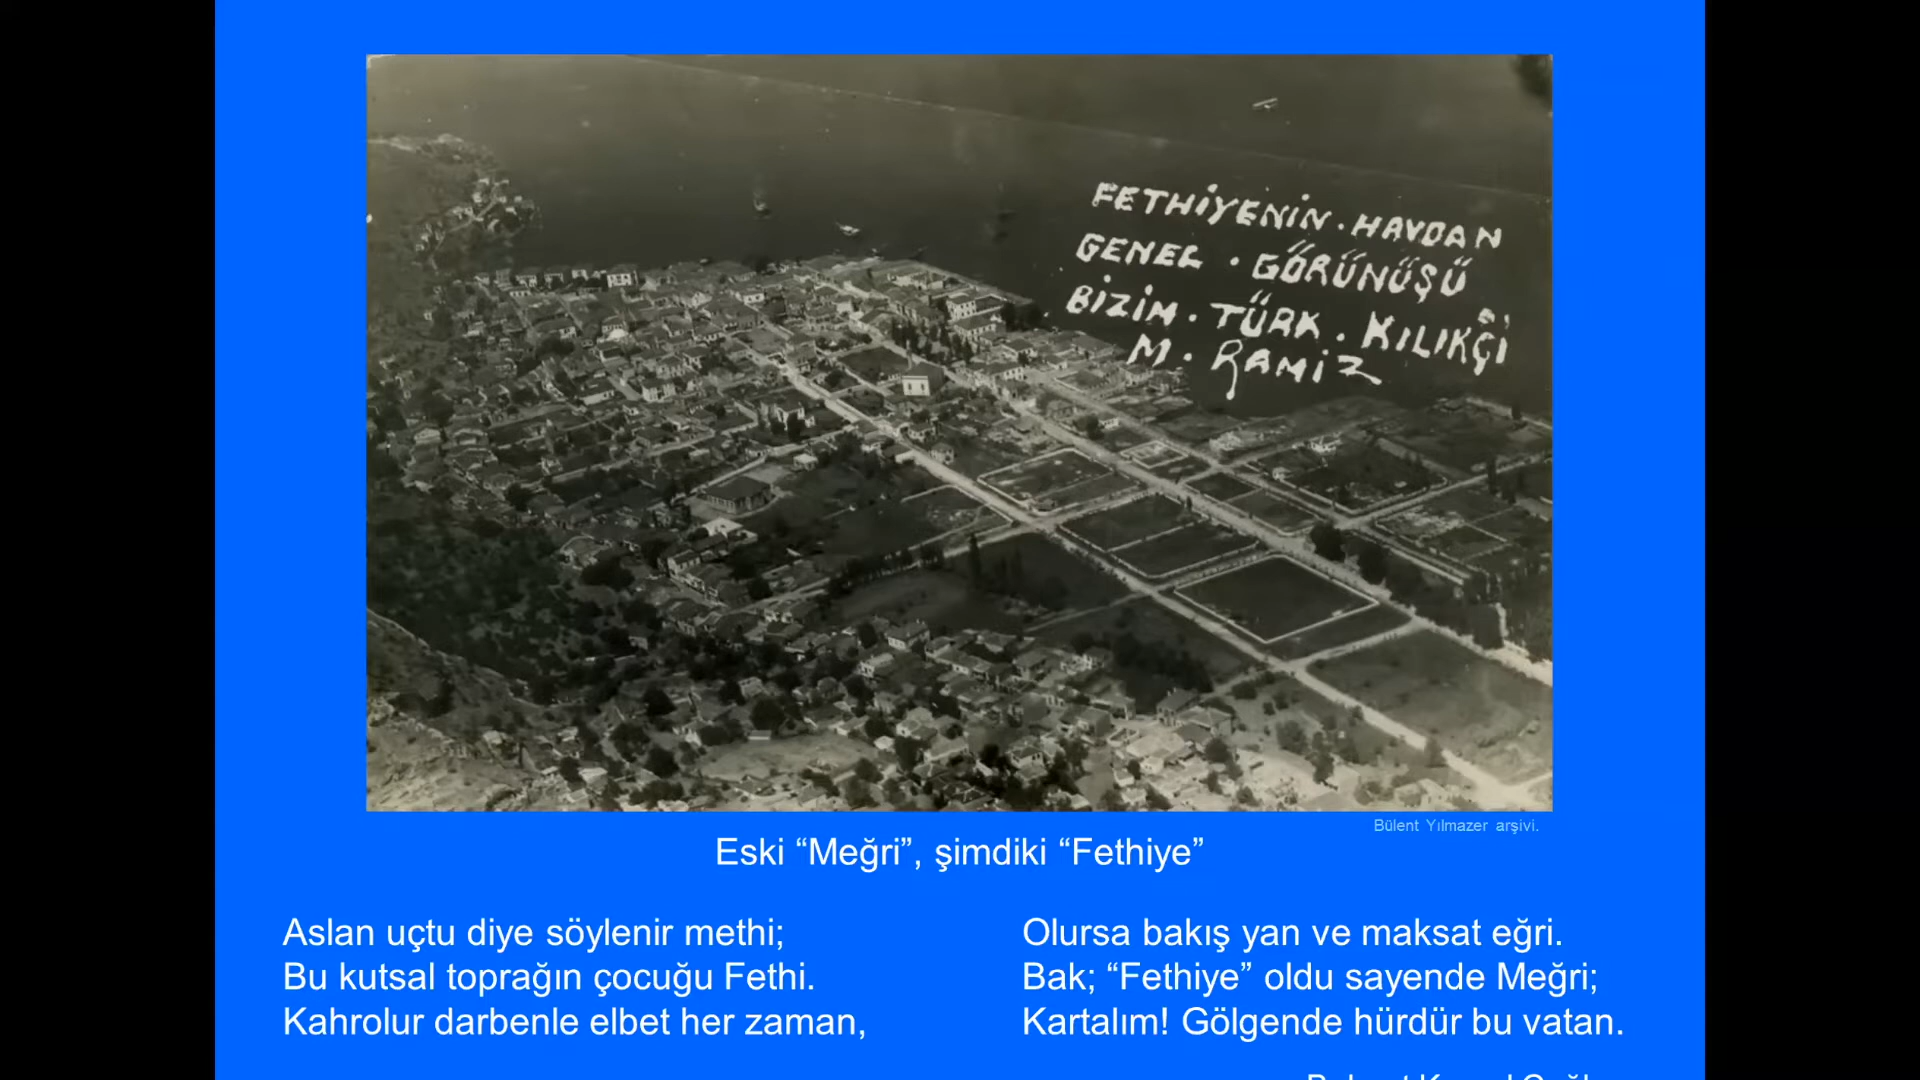 FETHİYENİN · HAVDAN
GENEL · GÖRÜNÜŞÜ
BİZİM · TÜRK · KILIKÇİ
M · RAMİZ
Bülent Yılmazer arşivi.
Eski “Meğri”, şimdiki “Fethiye”
Aslan uçtu diye söylenir methi;
Bu kutsal toprağın çocuğu Fethi.
Kahrolur darbenle elbet her zaman,
Olursa bakış yan ve maksat eğri.
Bak; “Fethiye” oldu sayende Meğri;
Kartalım! Gölgende hürdür bu vatan.